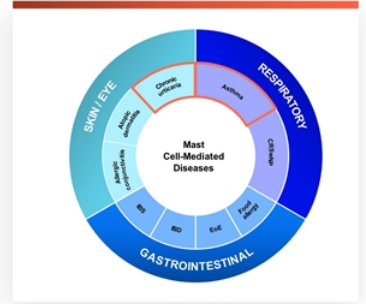 SKIN / EYE
RESPIRATORY
GASTROINTESTINAL
Chronic
urticaria
Asthma
Atopic
dermatitis
CRSwNP
Allergic
conjunctivitis
Food
allergy
IBS
IBD
EoE
Mast
Cell-Mediated
Diseases